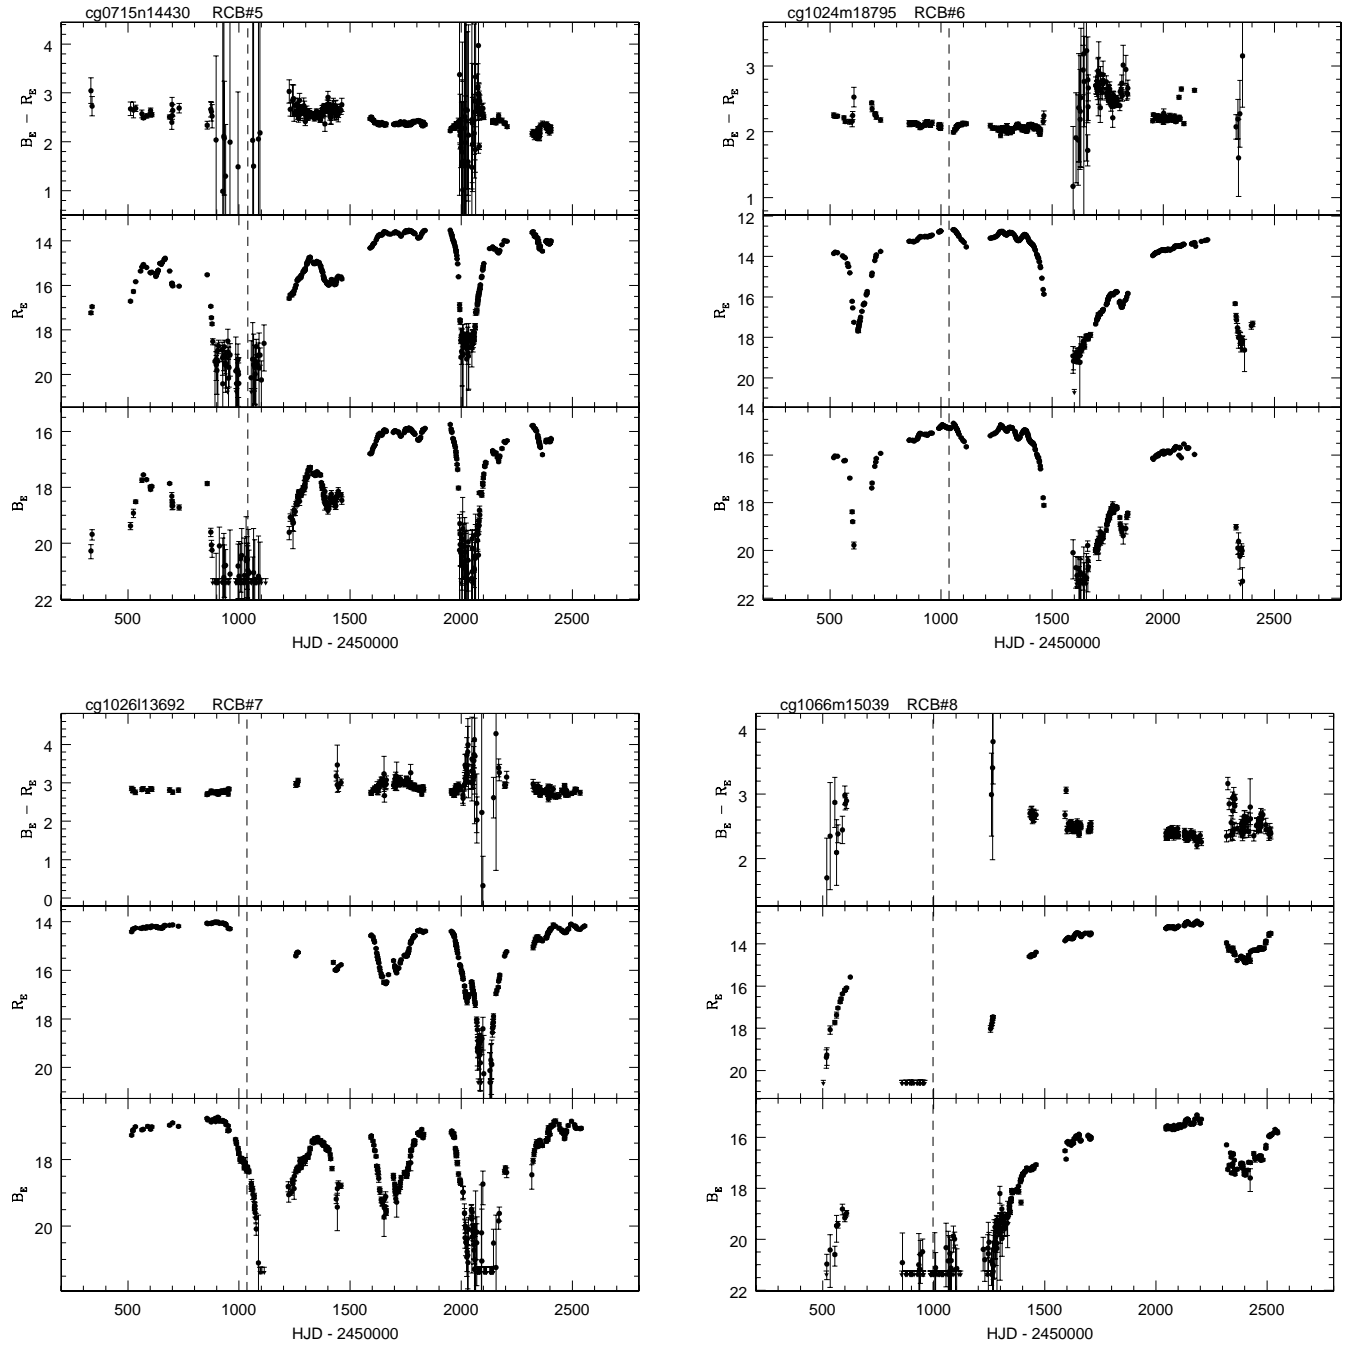 cg0715n14430 RCB#5
4
3
2
1
B_E − R_E
14
16
18
20
R_E
16
18
20
22
B_E
500 1000 1500 2000 2500
HJD - 2450000
cg1024m18795 RCB#6
3
2
1
B_E − R_E
12
14
16
18
20
R_E
14
16
18
20
22
B_E
500 1000 1500 2000 2500
HJD - 2450000
cg1026l13692 RCB#7
4
3
2
1
0
B_E − R_E
14
16
18
20
R_E
18
20
B_E
500 1000 1500 2000 2500
HJD - 2450000
cg1066m15039 RCB#8
4
3
2
B_E − R_E
14
16
18
20
R_E
16
18
20
22
B_E
500 1000 1500 2000 2500
HJD - 2450000